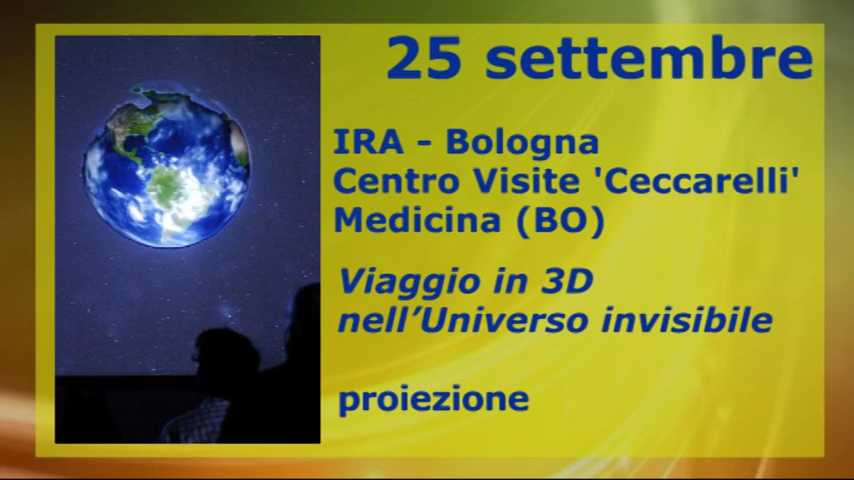 25 settembre
IRA - Bologna
Centro Visite 'Ceccarelli'
Medicina (BO)
Viaggio in 3D
nell’Universo invisibile
proiezione